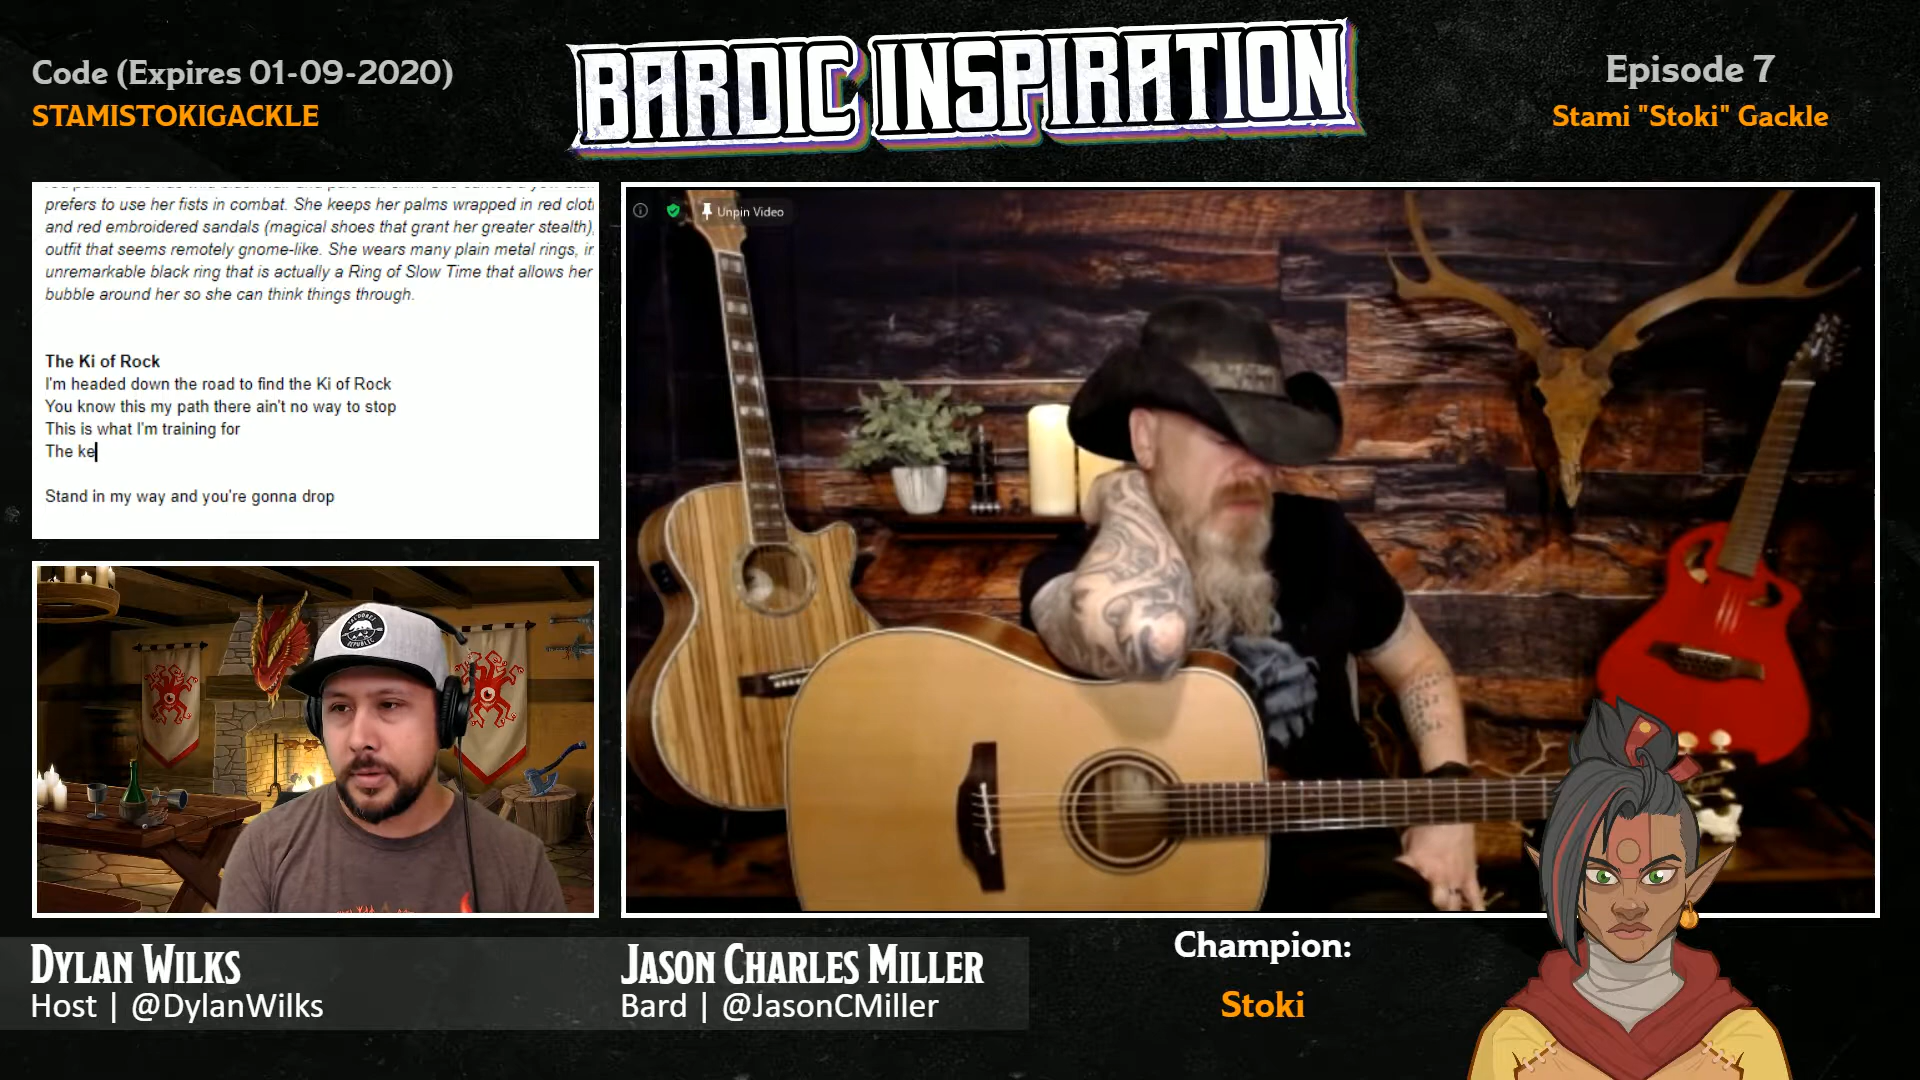 Code (Expires 01-09-2020)
STAMISTOKIGACKLE
BARDIC INSPIRATION
Episode 7
Stami "Stoki" Gackle
prefers to use her fists in combat. She keeps her palms wrapped in red clot
and red embroidered sandals (magical shoes that grant her greater stealth),
outfit that seems remotely gnome-like. She wears many plain metal rings, in
unremarkable black ring that is actually a Ring of Slow Time that allows her
bubble around her so she can think things through.
The Ki of Rock
I'm headed down the road to find the Ki of Rock
You know this my path there ain't no way to stop
This is what I'm training for
The ke
Stand in my way and you're gonna drop
Unpin Video
DYLAN WILKS
Host | @DylanWilks
JASON CHARLES MILLER
Bard | @JasonCMiller
Champion:
Stoki